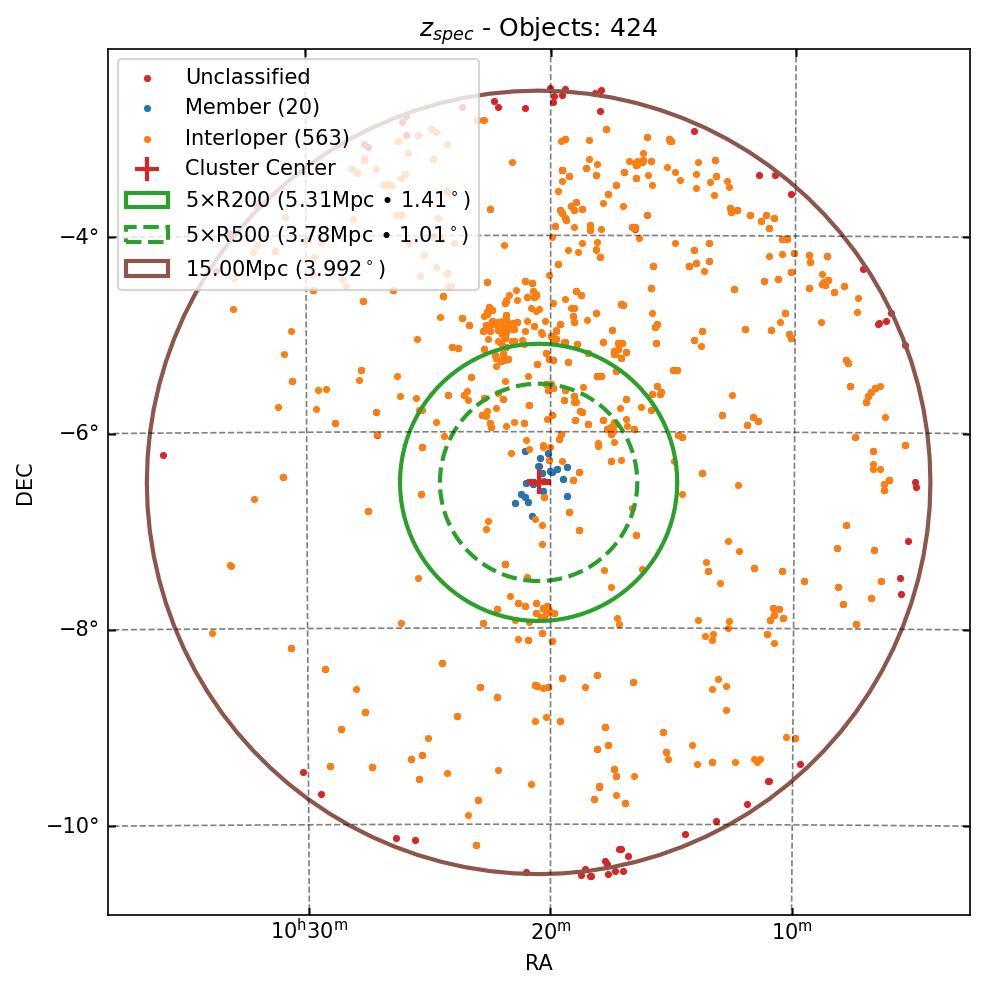 z_spec - Objects: 424
Unclassified
Member (20)
Interloper (563)
Cluster Center
5×R200 (5.31Mpc • 1.41°)
5×R500 (3.78Mpc • 1.01°)
15.00Mpc (3.992°)
−4°
−6°
−8°
−10°
DEC
10h30m
20m
10m
RA